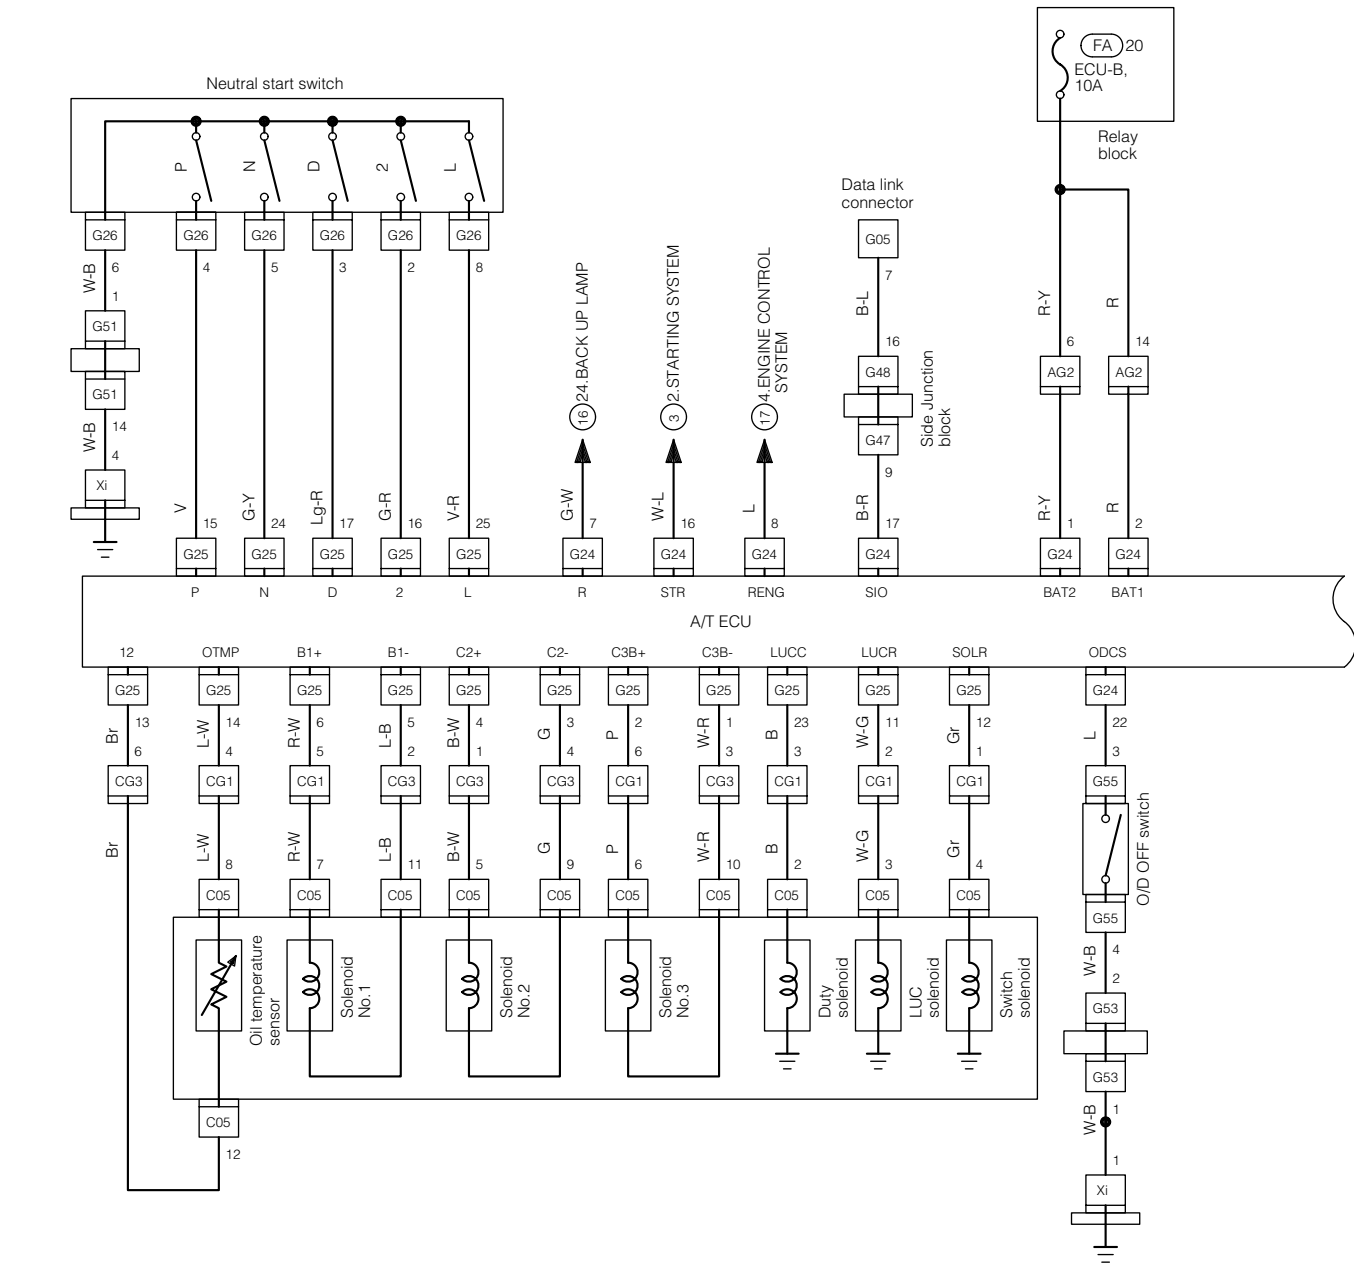 FA 20
ECU-B,
10A
Relay
block
Neutral start switch
P N D 2 L
Data link
connector
G26 G26 G26 G26 G26 G26
G05
6 4 5 3 2 8
7
W-B
B-L
R-Y
R
1
G51
24.BACK UP LAMP
2.STARTING SYSTEM
4.ENGINE CONTROL
SYSTEM
16
6
14
G48
AG2
AG2
Side Junction
block
G51
16
3
17
G47
14
W-B
4
9
Xi
V
G-Y
Lg-R
G-R
V-R
G-W
W-L
L
B-R
R-Y
R
15 24 17 16 25 7 16 8 17 1 2
G25 G25 G25 G25 G25 G24 G24 G24 G24 G24 G24
P N D 2 L R STR RENG SIO BAT2 BAT1
A/T ECU
12 OTMP B1+ B1- C2+ C2- C3B+ C3B- LUCC LUCR SOLR ODCS
G25 G25 G25 G25 G25 G25 G25 G25 G25 G25 G25 G24
13 14 6 5 4 3 2 1 23 11 12 22
Br L-W R-W L-B B-W G P W-R B W-G Gr L
6 4 5 2 1 4 6 3 3 2 1 3
CG3 CG1 CG1 CG3 CG3 CG3 CG1 CG3 CG1 CG1 CG1 G55
O/D OFF switch
Br L-W R-W L-B B-W G P W-R B W-G Gr
8 7 11 5 9 6 10 2 3 4
C05 C05 C05 C05 C05 C05 C05 C05 C05 C05
G55
Oil temperature
sensor
Solenoid
No.1
Solenoid
No.2
Solenoid
No.3
Duty
solenoid
LUC
solenoid
Switch
solenoid
W-B
4
2
G53
G53
C05
12
W-B
1
1
Xi